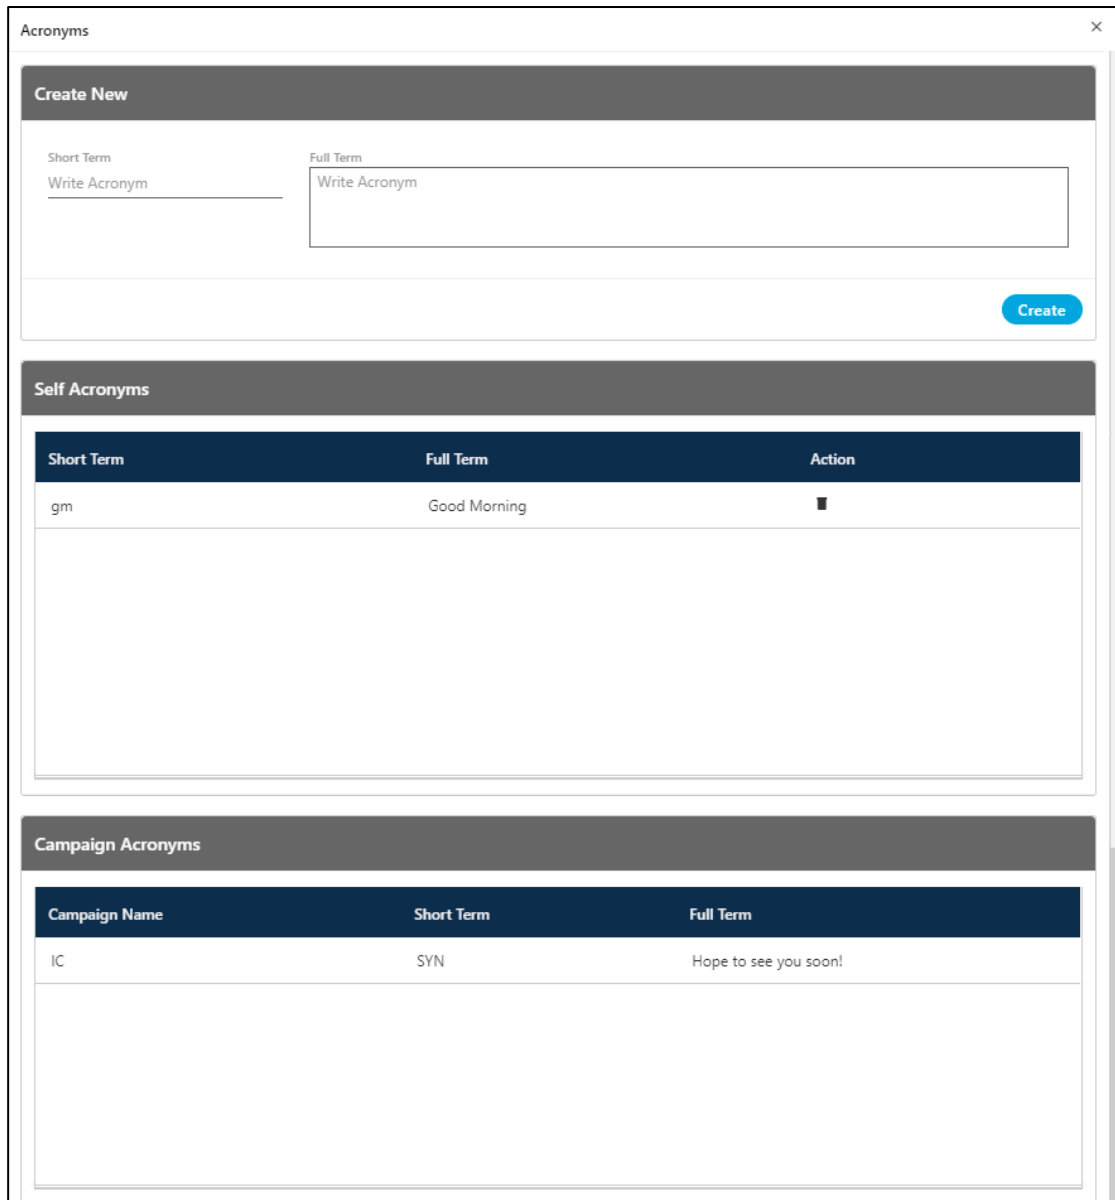 Acronyms
Create New
Short Term Full Term
Write Acronym Write Acronym
Create
Self Acronyms
Short Term Full Term Action
gm Good Morning
Campaign Acronyms
Campaign Name Short Term Full Term
IC SYN Hope to see you soon!